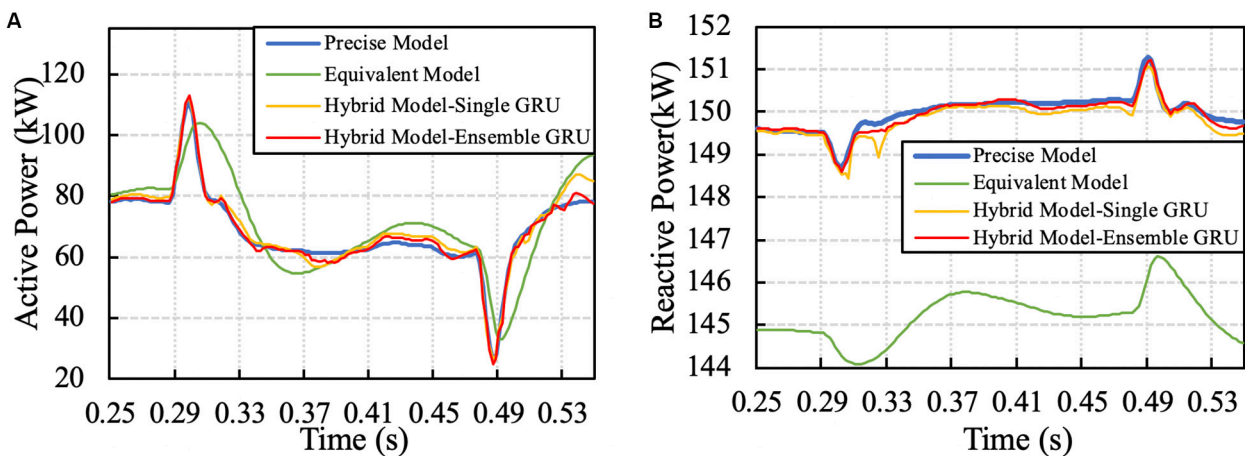 A
Active Power (kW)
120
100
80
60
40
20
Precise Model
Equivalent Model
Hybrid Model-Single GRU
Hybrid Model-Ensemble GRU
0.25 0.29 0.33 0.37 0.41 0.45 0.49 0.53
Time (s)
B
Reactive Power(kW)
152
151
150
149
148
147
146
145
144
Precise Model
Equivalent Model
Hybrid Model-Single GRU
Hybrid Model-Ensemble GRU
0.25 0.29 0.33 0.37 0.41 0.45 0.49 0.53
Time (s)